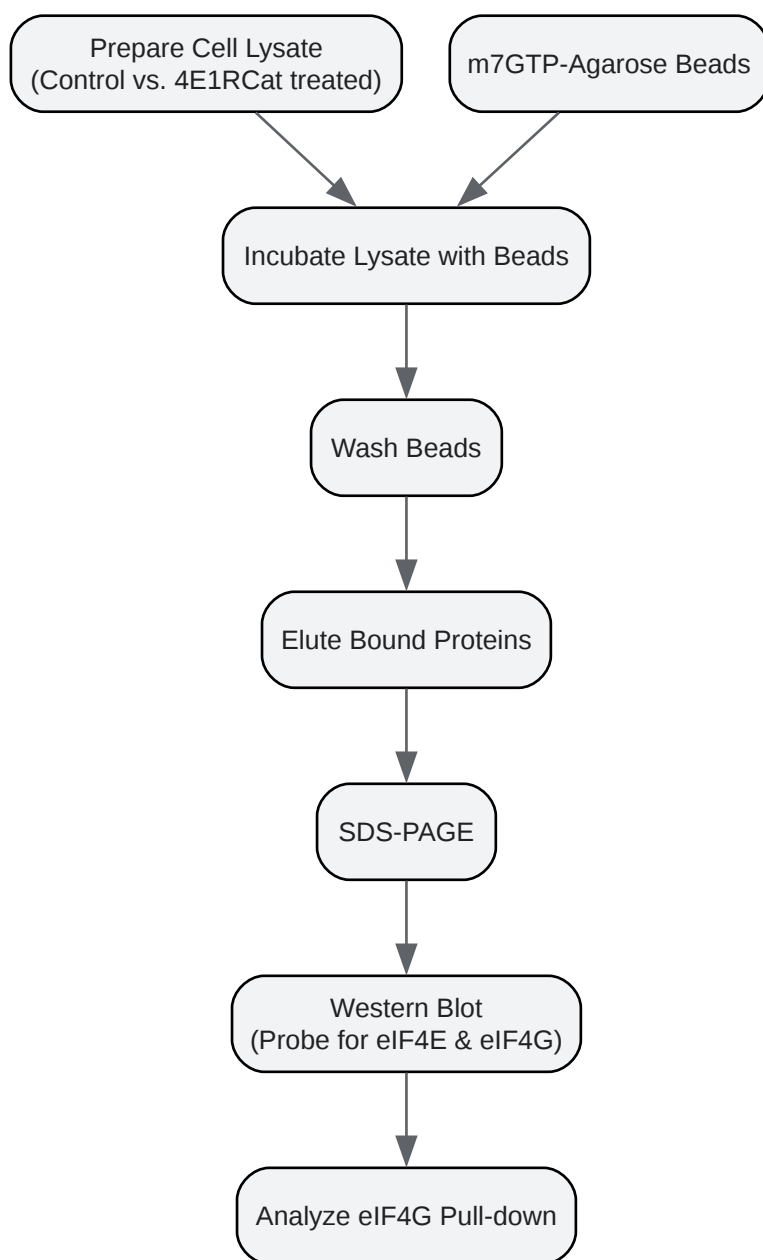 Prepare Cell Lysate
(Control vs. 4E1RCat treated)
m7GTP-Agarose Beads
Incubate Lysate with Beads
Wash Beads
Elute Bound Proteins
SDS-PAGE
Western Blot
(Probe for eIF4E & eIF4G)
Analyze eIF4G Pull-down